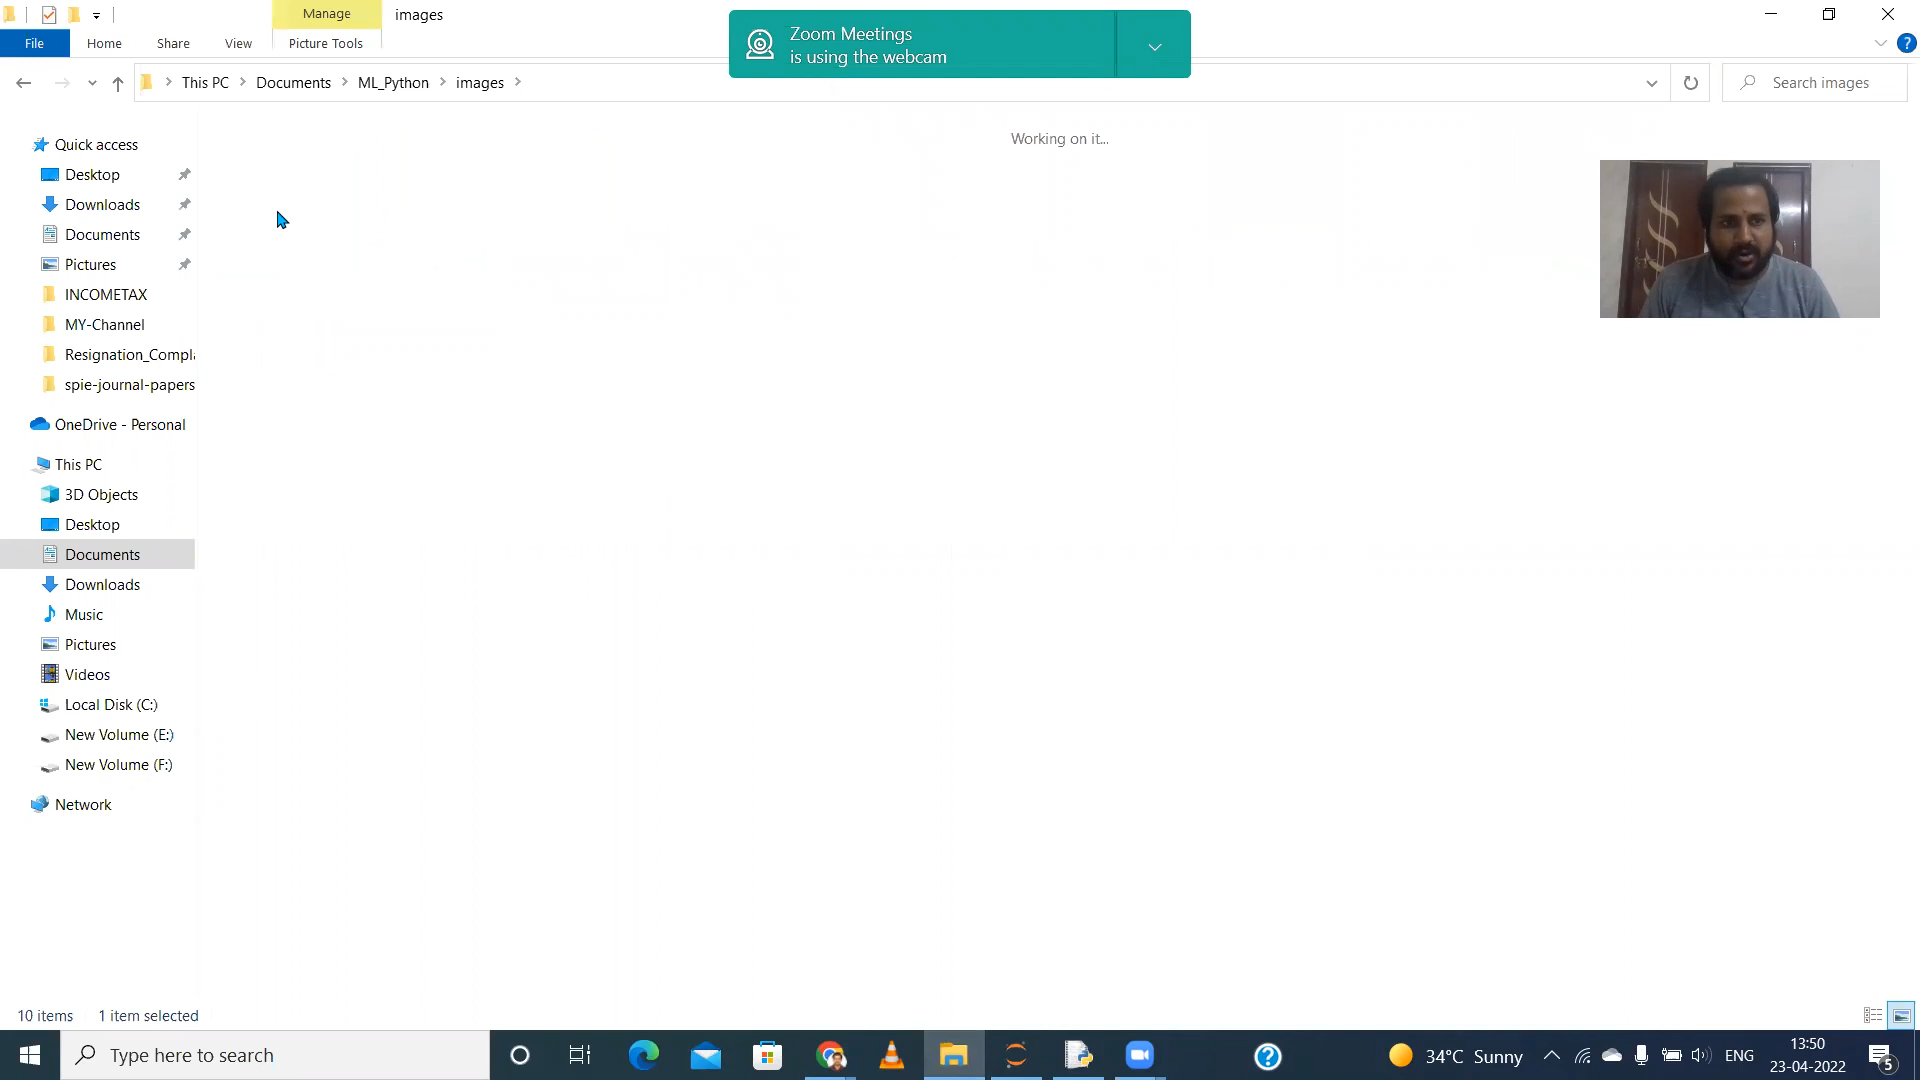 Manage
images
File
Home
Share
View
Picture Tools
Zoom Meetings
is using the webcam
This PC
Documents
ML_Python
images
Search images
Working on it...
Quick access
Desktop
Downloads
Documents
Pictures
INCOMETAX
MY-Channel
Resignation_Compl
spie-journal-papers
OneDrive - Personal
This PC
3D Objects
Desktop
Documents
Downloads
Music
Pictures
Videos
Local Disk (C:)
New Volume (E:)
New Volume (F:)
Network
10 items 1 item selected
Type here to search
34°C Sunny
ENG
13:50
23-04-2022
5